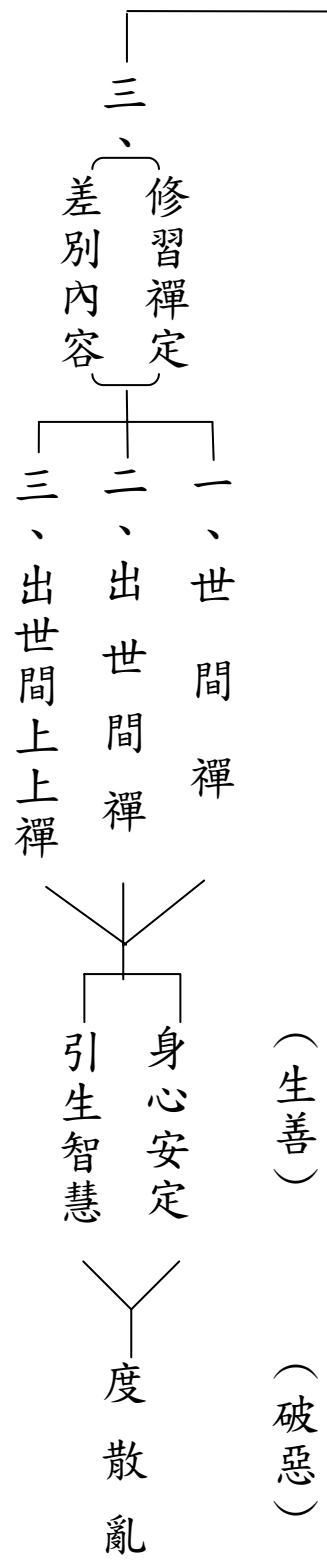 三、
修習禪定
差別內容
一、世間禪
二、出世間禪
三、出世間上上禪
（生善）
身心安定
引生智慧
（破惡）
度散亂